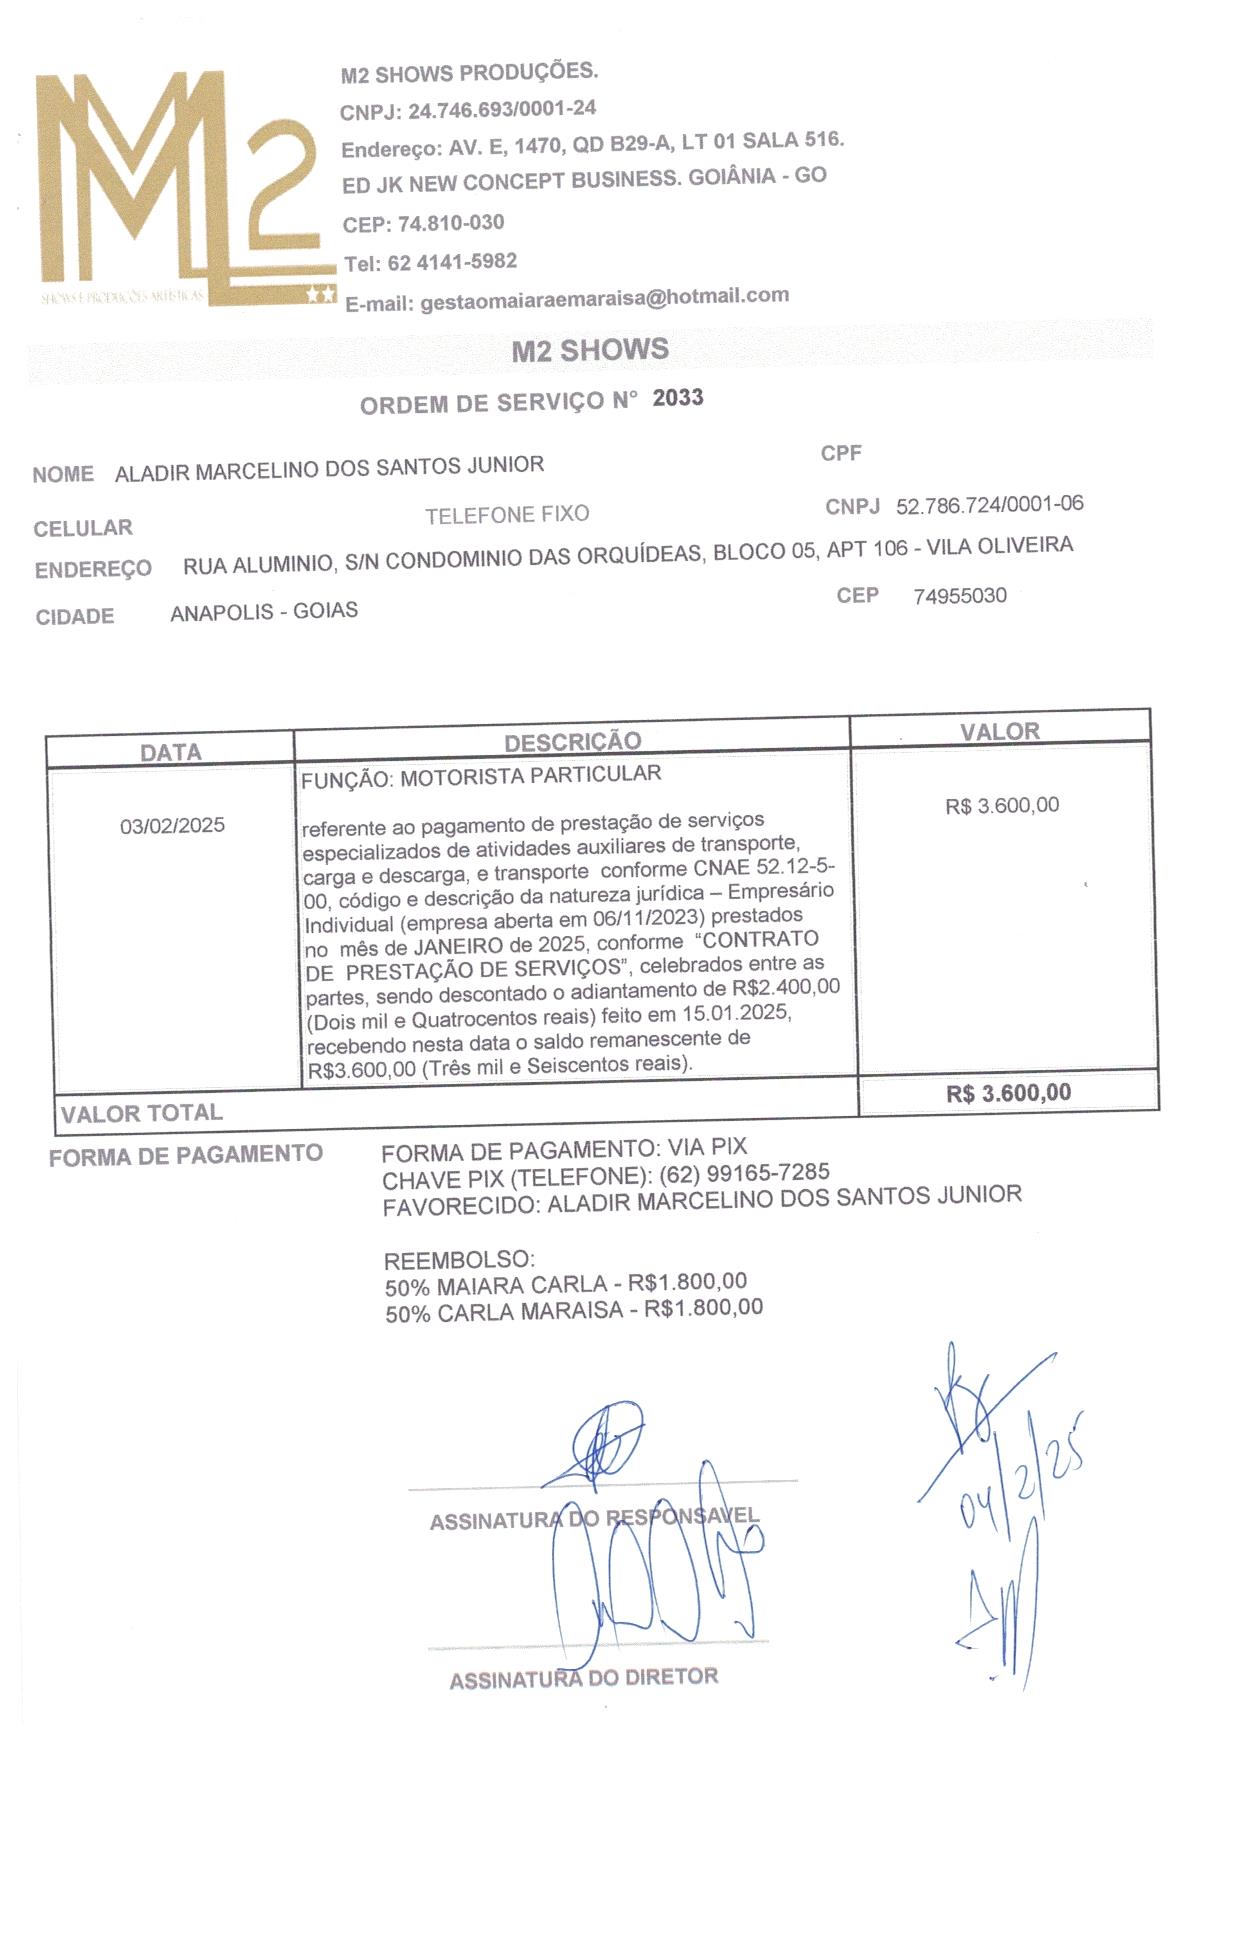 M2 SHOWS PRODUÇÕES.
CNPJ: 24.746.693/0001-24
Endereço: AV. E, 1470, QD B29-A, LT 01 SALA 516.
ED JK NEW CONCEPT BUSINESS. GOIÂNIA - GO
CEP: 74.810-030
Tel: 62 4141-5982
E-mail: gestaomaiaraemaraisa@hotmail.com
M2
SHOWS E PRODUÇÕES ARTÍSTICAS
M2 SHOWS
ORDEM DE SERVIÇO N° 2033
NOME ALADIR MARCELINO DOS SANTOS JUNIOR CPF
CELULAR TELEFONE FIXO CNPJ 52.786.724/0001-06
ENDEREÇO RUA ALUMINIO, S/N CONDOMINIO DAS ORQUÍDEAS, BLOCO 05, APT 106 - VILA OLIVEIRA
CIDADE ANAPOLIS - GOIAS CEP 74955030
DATA DESCRIÇÃO VALOR
FUNÇÃO: MOTORISTA PARTICULAR
03/02/2025 R$ 3.600,00
referente ao pagamento de prestação de serviços
especializados de atividades auxiliares de transporte,
carga e descarga, e transporte conforme CNAE 52.12-5-
00, código e descrição da natureza jurídica – Empresário
Individual (empresa aberta em 06/11/2023) prestados
no mês de JANEIRO de 2025, conforme “CONTRATO
DE PRESTAÇÃO DE SERVIÇOS”, celebrados entre as
partes, sendo descontado o adiantamento de R$2.400,00
(Dois mil e Quatrocentos reais) feito em 15.01.2025,
recebendo nesta data o saldo remanescente de
R$3.600,00 (Três mil e Seiscentos reais).
VALOR TOTAL R$ 3.600,00
FORMA DE PAGAMENTO FORMA DE PAGAMENTO: VIA PIX
CHAVE PIX (TELEFONE): (62) 99165-7285
FAVORECIDO: ALADIR MARCELINO DOS SANTOS JUNIOR
REEMBOLSO:
50% MAIARA CARLA - R$1.800,00
50% CARLA MARAISA - R$1.800,00
04/2/25
ASSINATURA DO RESPONSAVEL
ASSINATURA DO DIRETOR